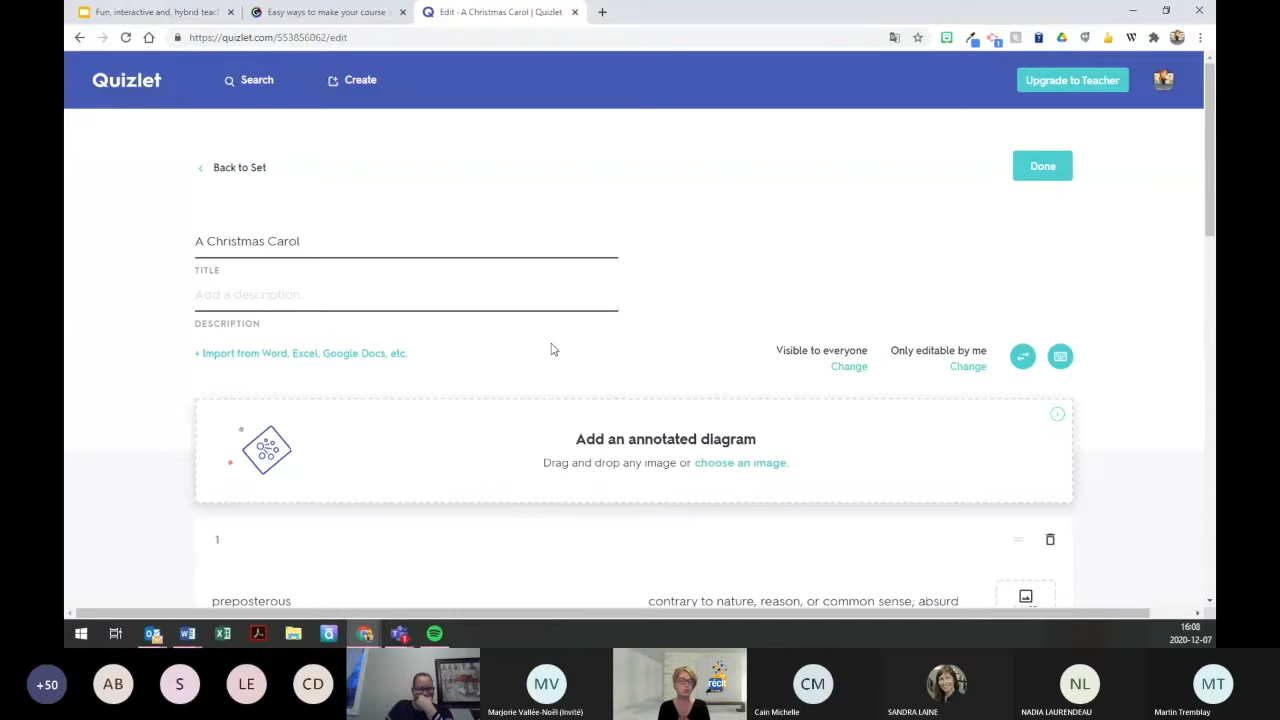 Fun, interactive and, hybrid teac
Easy ways to make your course
Edit - A Christmas Carol | Quizlet
https://quizlet.com/553856062/edit
Quizlet
Search
Create
Upgrade to Teacher
Back to Set
Done
A Christmas Carol
TITLE
Add a description.
DESCRIPTION
+ Import from Word, Excel, Google Docs, etc.
Visible to everyone
Change
Only editable by me
Change
Add an annotated diagram
Drag and drop any image or choose an image.
1
preposterous
contrary to nature, reason, or common sense; absurd
16:08
2020-12-07
+50
AB
S
LE
CD
MV
Marjorie Vallée-Noël (Invité)
récit
CM
Cain Michelle
SANDRA LAINE
NL
NADIA LAURENDEAU
MT
Martin Tremblay